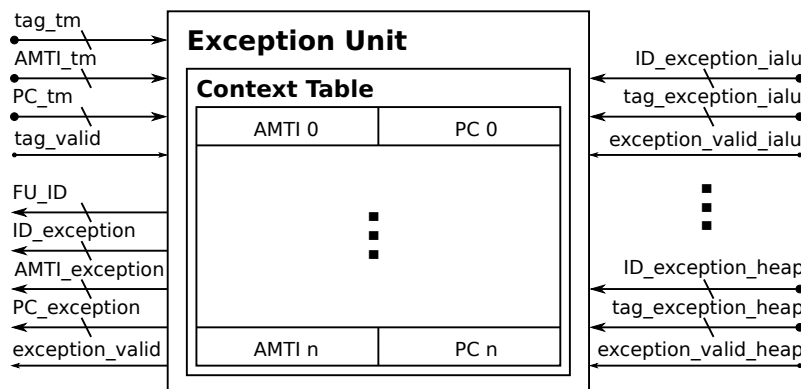 tag_tm
AMTI_tm
PC_tm
tag_valid
FU_ID
ID_exception
AMTI_exception
PC_exception
exception_valid
Exception Unit
Context Table
AMTI 0 PC 0
AMTI n PC n
ID_exception_ialu
tag_exception_ialu
exception_valid_ialu
ID_exception_heap
tag_exception_heap
exception_valid_heap